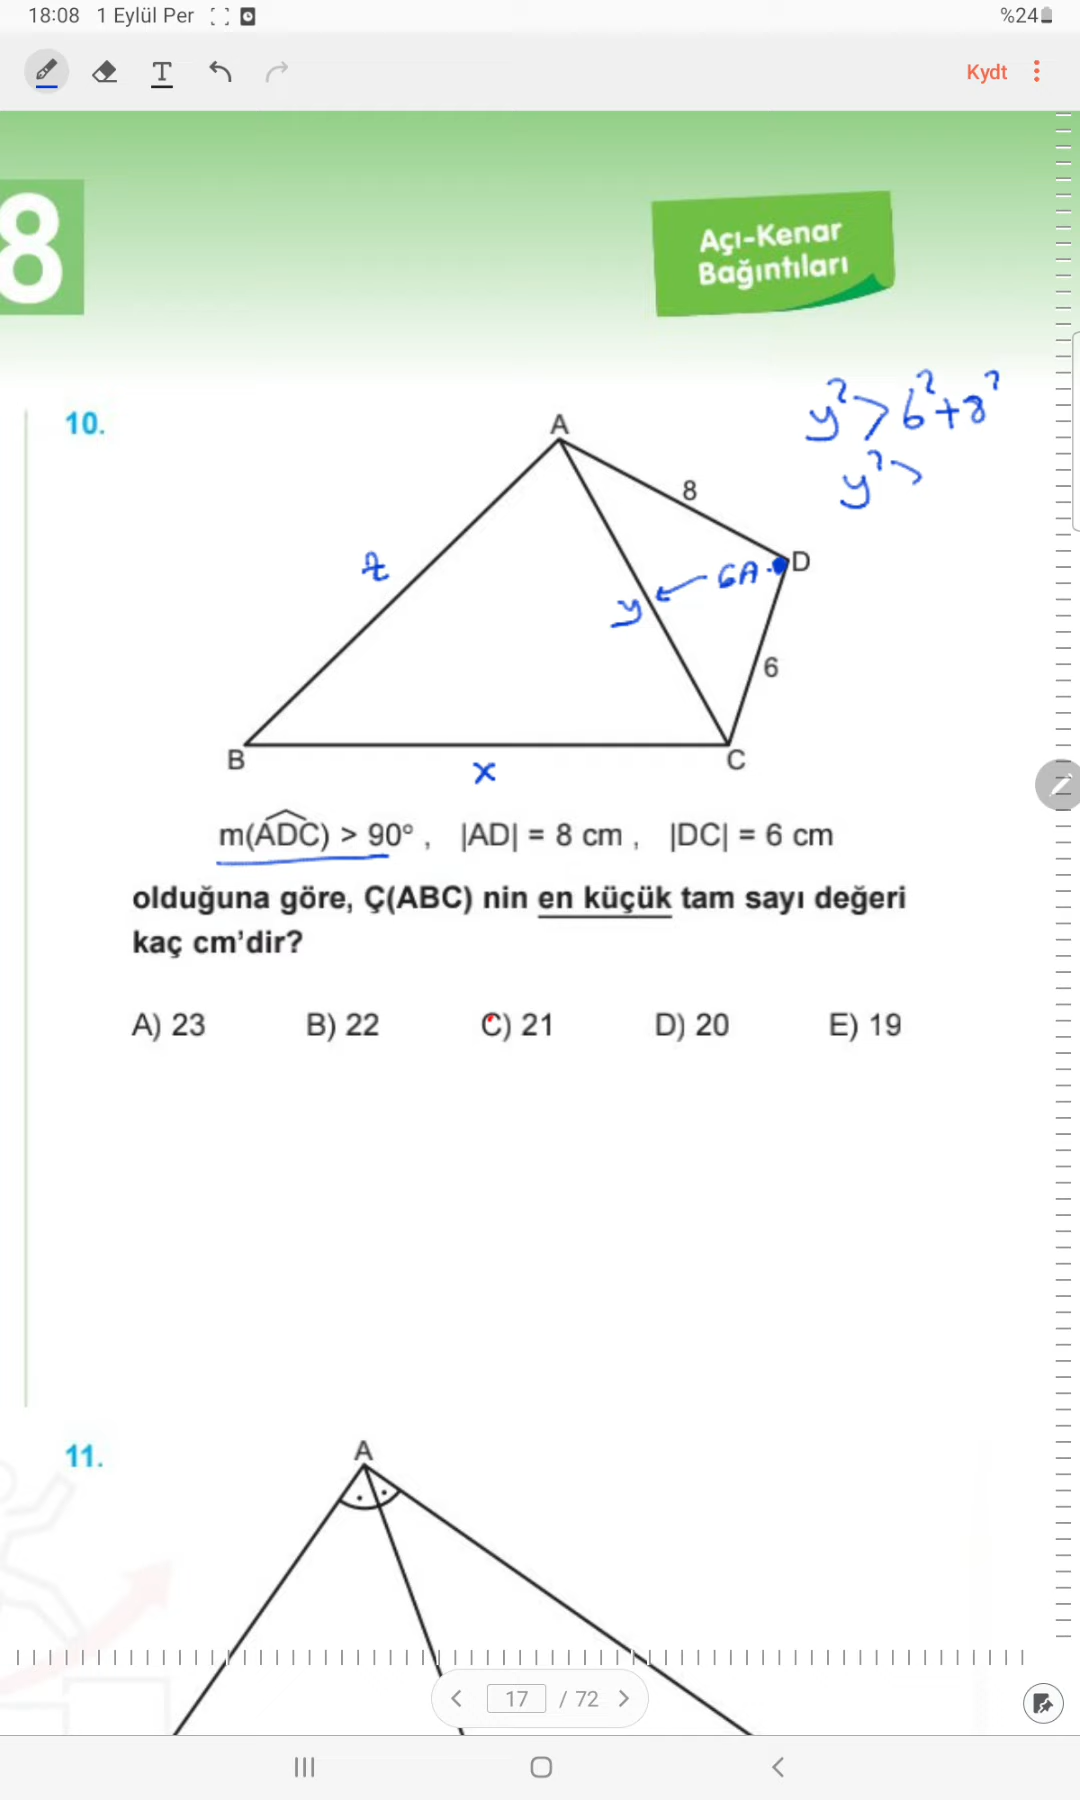 18:08 1 Eylül Per
%24
T
Kydt
8
Açı-Kenar
Bağıntıları
10.
y² > 6² + 8²
y² >
A
8
z
GA
D
y
6
B
x
C
m(ADC) > 90° , |AD| = 8 cm , |DC| = 6 cm
olduğuna göre, Ç(ABC) nin en küçük tam sayı değeri
kaç cm'dir?
A) 23 B) 22 C) 21 D) 20 E) 19
11.
A
17 / 72